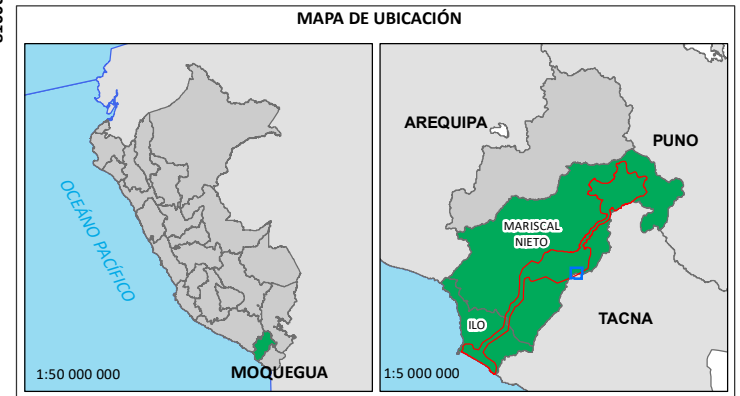 MAPA DE UBICACIÓN
OCEÁNO PACÍFICO
MOQUEGUA
1:50 000 000
AREQUIPA
PUNO
MARISCAL
NIETO
ILO
TACNA
1:5 000 000